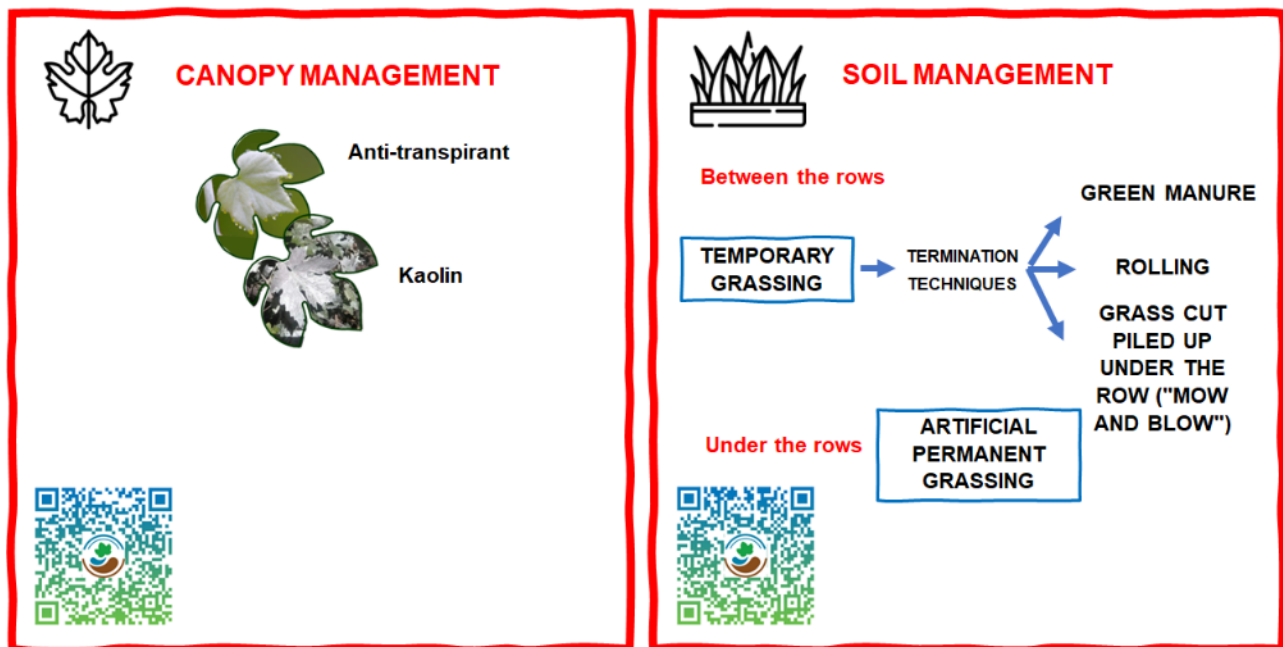 CANOPY MANAGEMENT
Anti-transpirant
Kaolin
SOIL MANAGEMENT
Between the rows
TEMPORARY
GRASSING
TERMINATION
TECHNIQUES
GREEN MANURE
ROLLING
GRASS CUT
PILED UP
UNDER THE
ROW ("MOW
AND BLOW")
Under the rows
ARTIFICIAL
PERMANENT
GRASSING